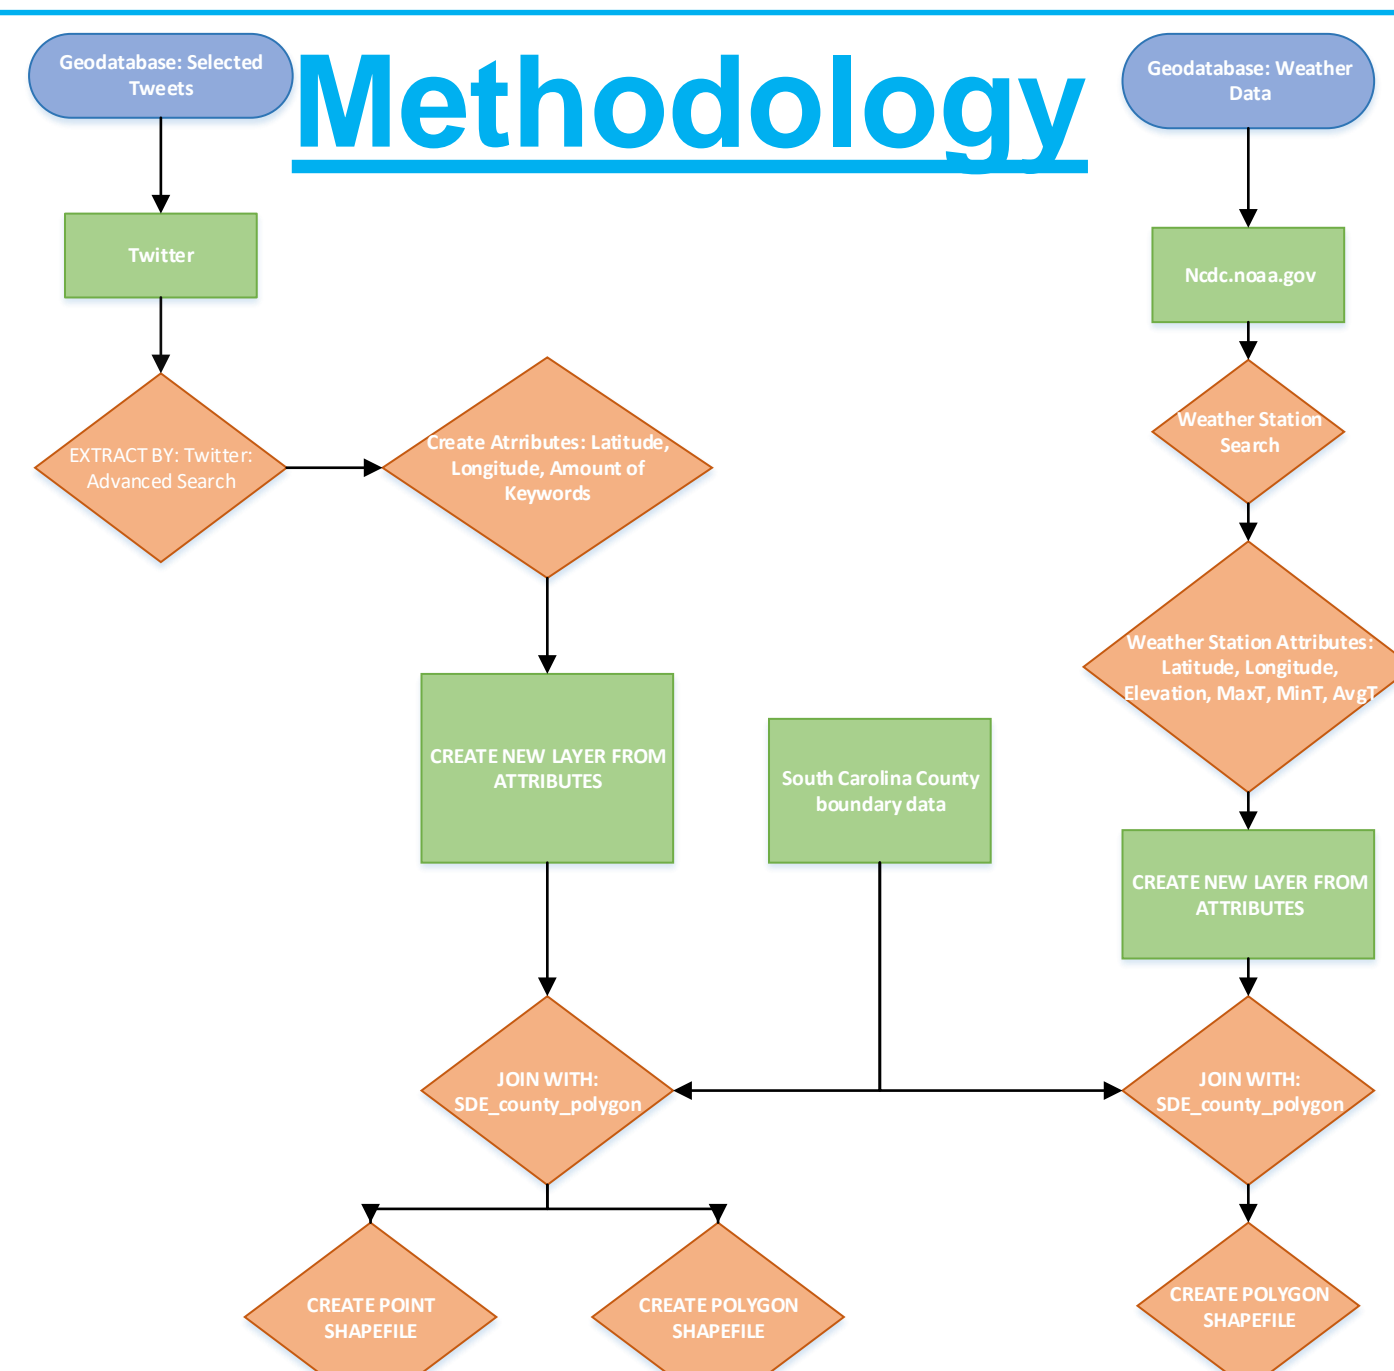 Methodology
Geodatabase: Selected
Tweets
Geodatabase: Weather
Data
Twitter
Ncdc.noaa.gov
EXTRACT BY: Twitter:
Advanced Search
Create Atrributes: Latitude,
Longitude, Amount of
Keywords
Weather Station
Search
Weather Station Attributes:
Latitude, Longitude,
Elevation, MaxT, MinT, AvgT
CREATE NEW LAYER FROM
ATTRIBUTES
South Carolina County
boundary data
CREATE NEW LAYER FROM
ATTRIBUTES
JOIN WITH:
SDE_county_polygon
JOIN WITH:
SDE_county_polygon
CREATE POINT
SHAPEFILE
CREATE POLYGON
SHAPEFILE
CREATE POLYGON
SHAPEFILE